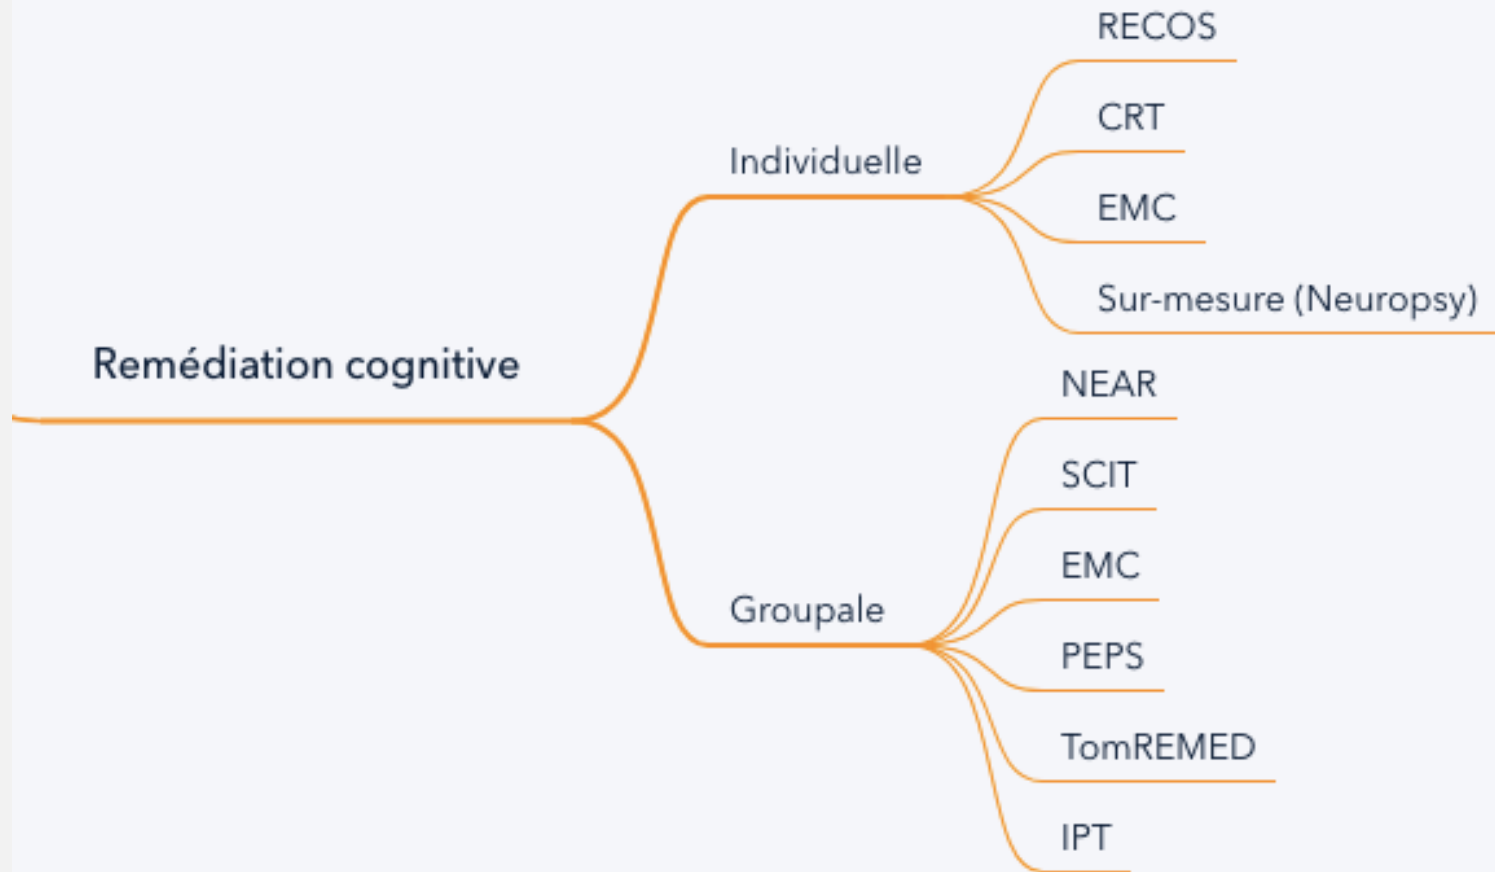 Remédiation cognitive
Individuelle
RECOS
CRT
EMC
Sur-mesure (Neuropsy)
Groupale
NEAR
SCIT
EMC
PEPS
TomREMED
IPT